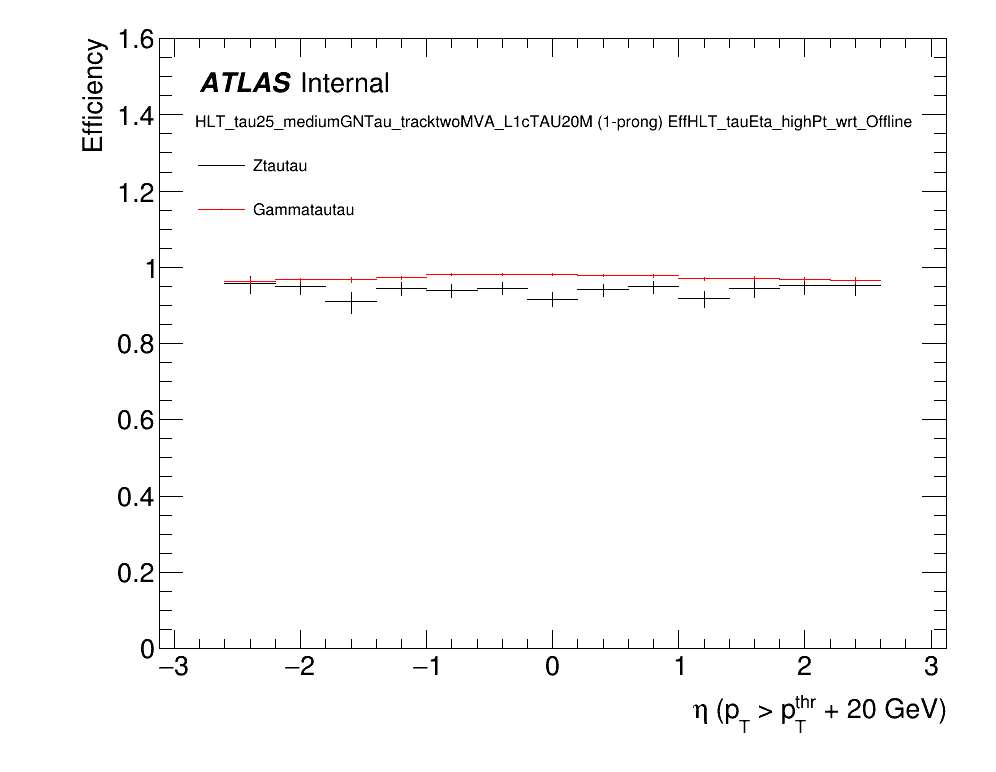 1.6
ATLAS Internal
1.4
HLT_tau25_mediumGNTau_tracktwoMVA_L1cTAU20M (1-prong) EffHLT_tauEta_highPt_wrt_Offline
Ztautau
1.2
Gammatautau
1
0.8
0.6
0.4
0.2
0
Efficiency
−3 −2 −1 0 1 2 3
η (p_T > p_T^thr + 20 GeV)